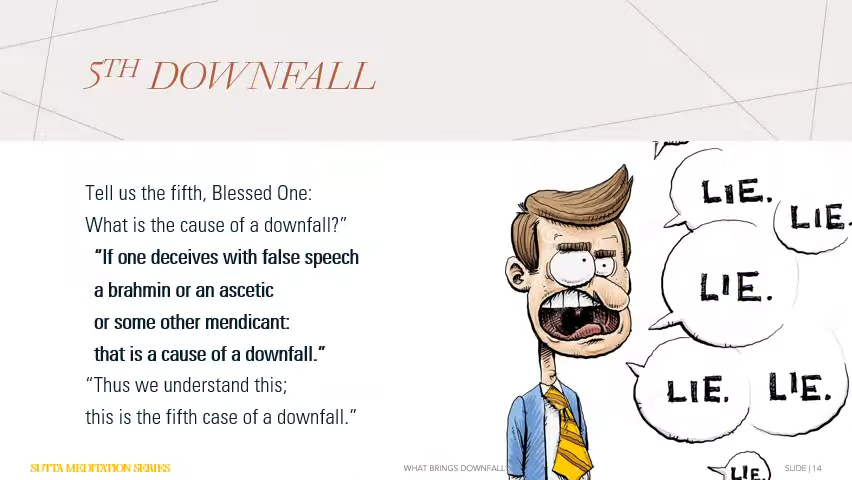 5TH DOWNFALL
Tell us the fifth, Blessed One:
What is the cause of a downfall?”
“If one deceives with false speech
a brahmin or an ascetic
or some other mendicant:
that is a cause of a downfall.”
“Thus we understand this;
this is the fifth case of a downfall.”
LIE.
LIE.
LIE.
LIE.
LIE.
LIE.
SUTTA MEDITATION SERIES
WHAT BRINGS DOWNFALL?
SLIDE | 14